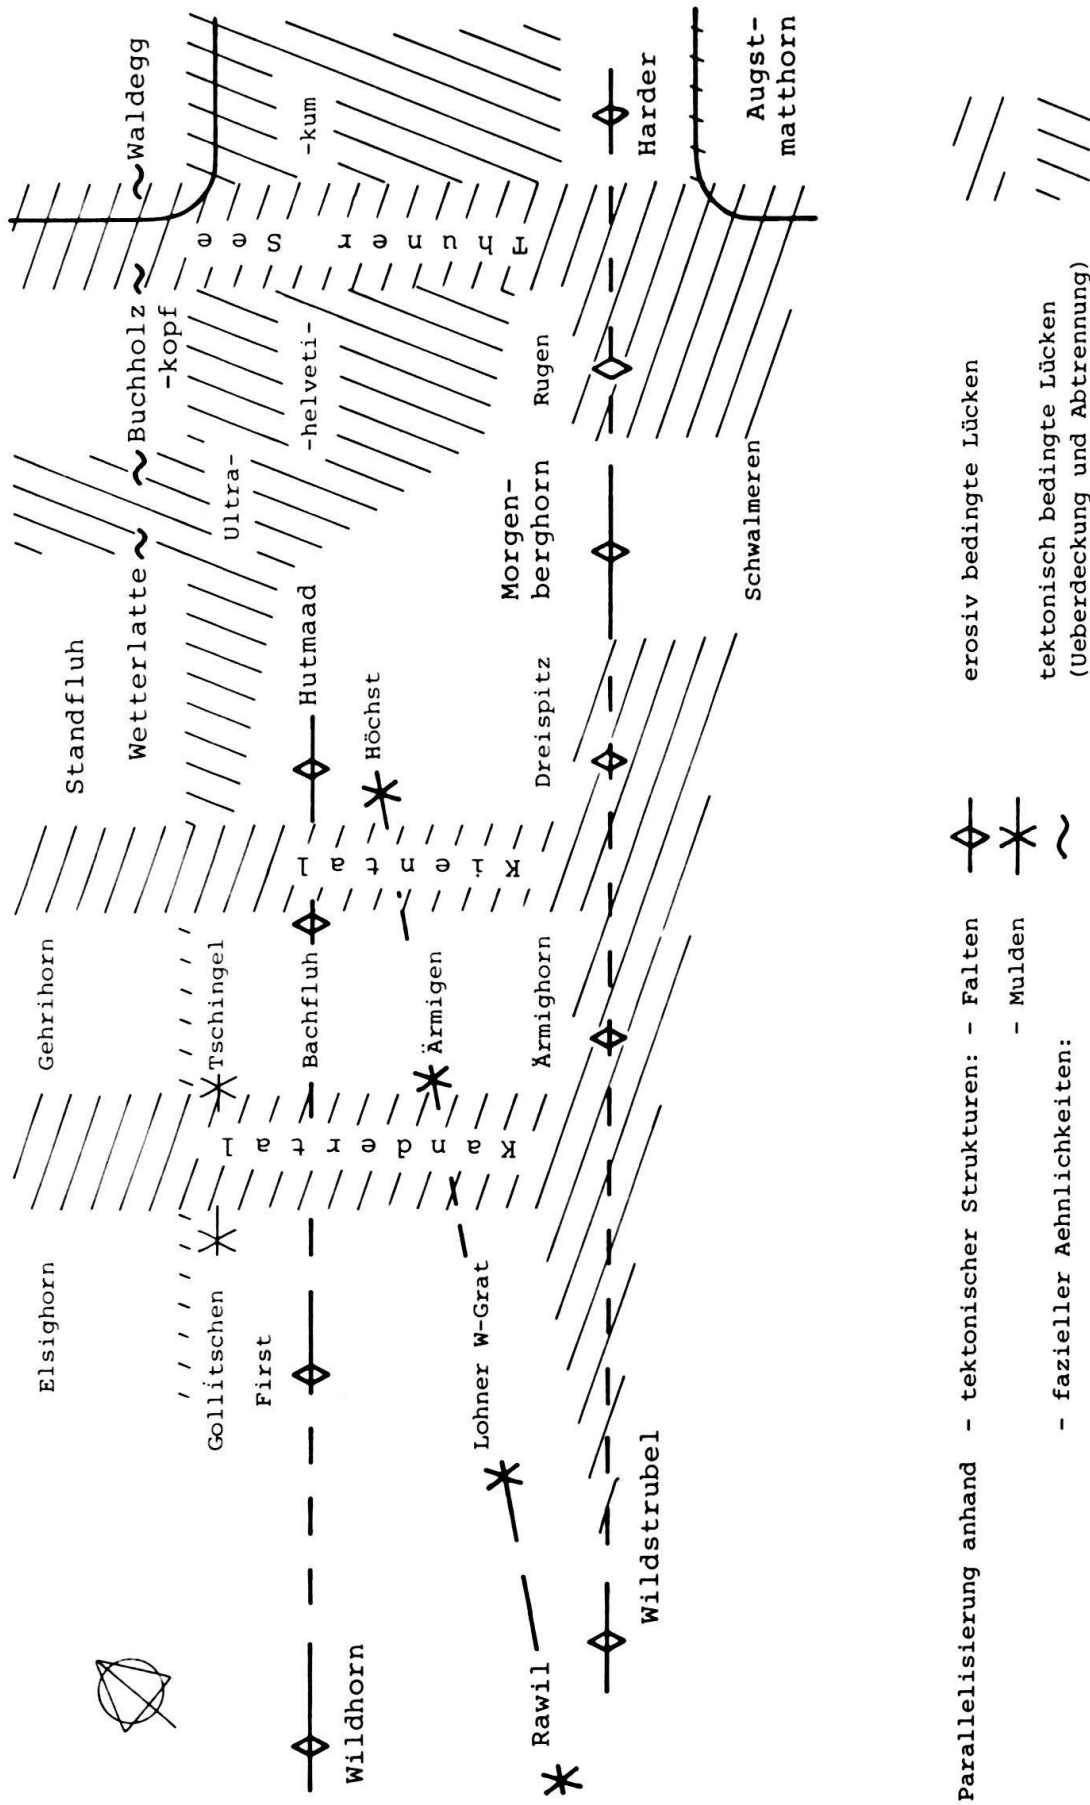 Elsighorn
Gehrihorn
Standfluh
Wetterlatte
Buchholz
-kopf
Waldegg
Gollitschen
Tschingel
First
Ultra-
-helveti-
-kum
Thuner See
Wildhorn
Bachfluh
Hutmaad
Höchst
Kandertal
Kiental
Ärmigen
Lohner W-Grat
Rawil
Ärmighorn
Dreispitz
Morgen-
berghorn
Rugen
Harder
Wildstrubel
Schwalmeren
Augst-
matthorn
Parallelisierung anhand - tektonischer Strukturen: - Falten
- Mulden
- fazieller Aehnlichkeiten:
erosiv bedingte Lücken
tektonisch bedingte Lücken
(Ueberdeckung und Abtrennung)